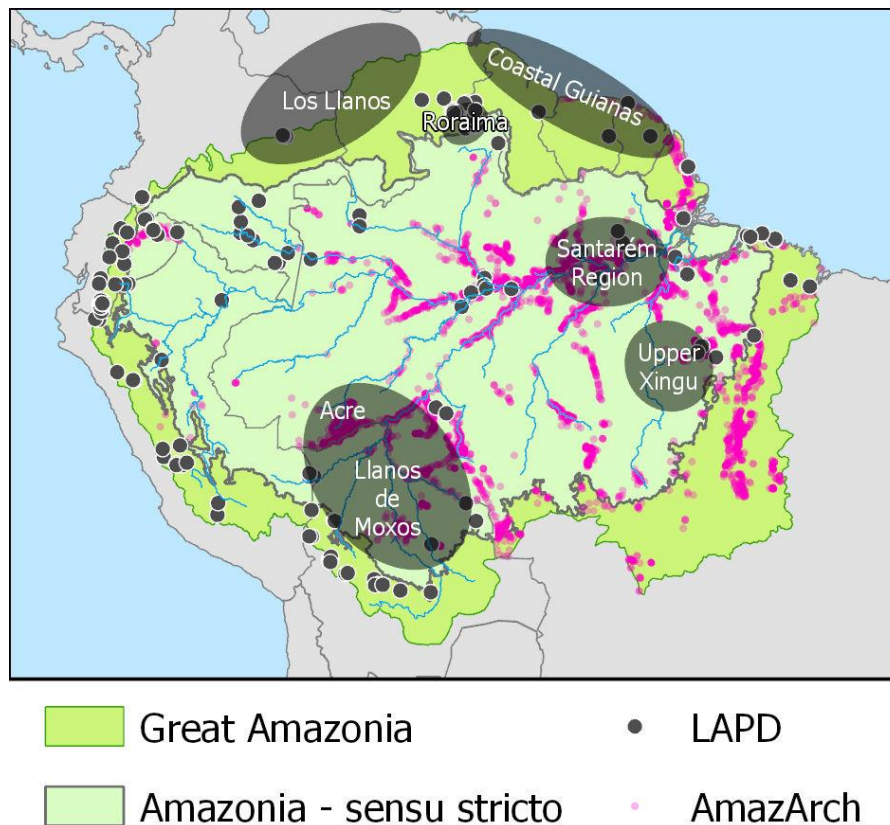 Los Llanos
Coastal Guianas
Roraima
Santarém
Region
Upper
Xingu
Acre
Llanos
de
Moxos
Great Amazonia
LAPD
Amazonia - sensu stricto
AmazArch